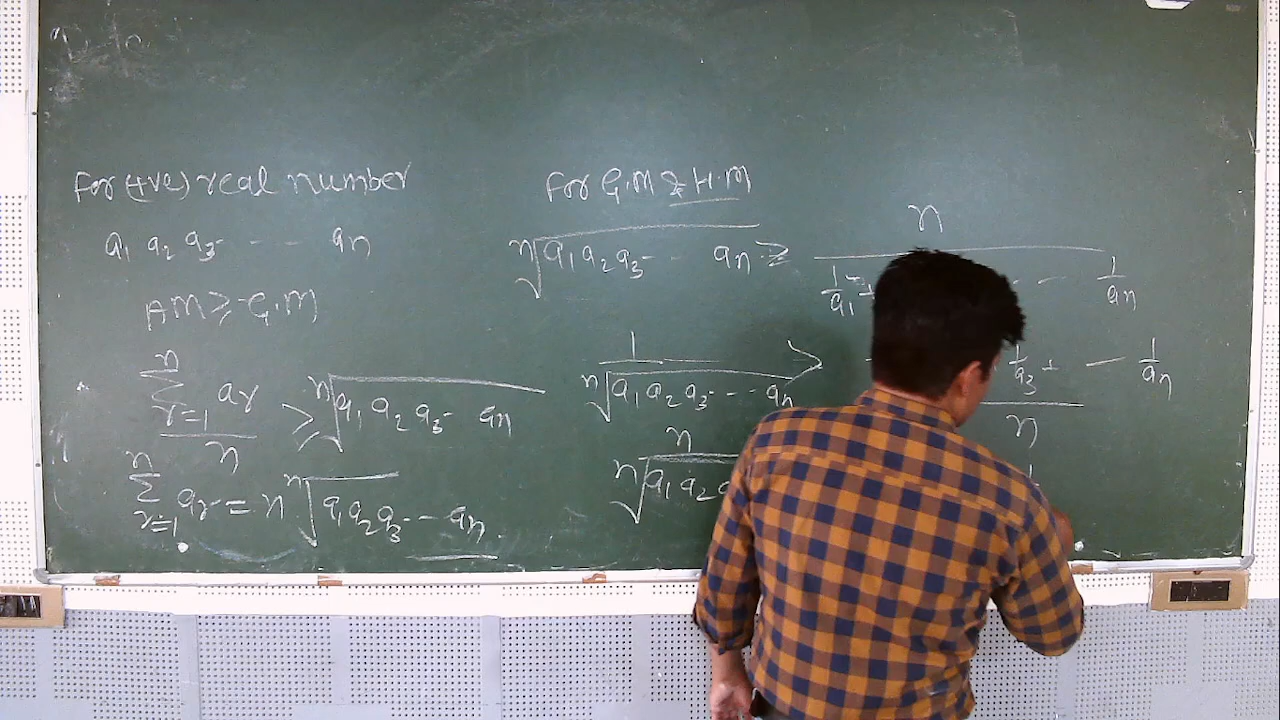 For (+ve) real number
a1 a2 a3 - - - an
AM ≥ G.M
n
∑ ar
r=1
n
≥ n√a1 a2 a3 - an
n
∑ ar = n n√a1 a2 a3 - - an
r=1
For G.M & H.M
n√a1 a2 a3 - - an ≥
n
1/a1 + - - 1/an
1
n√a1 a2 a3 - - - an
>
1/a3 + - 1/an
n
n
n√a1 a2